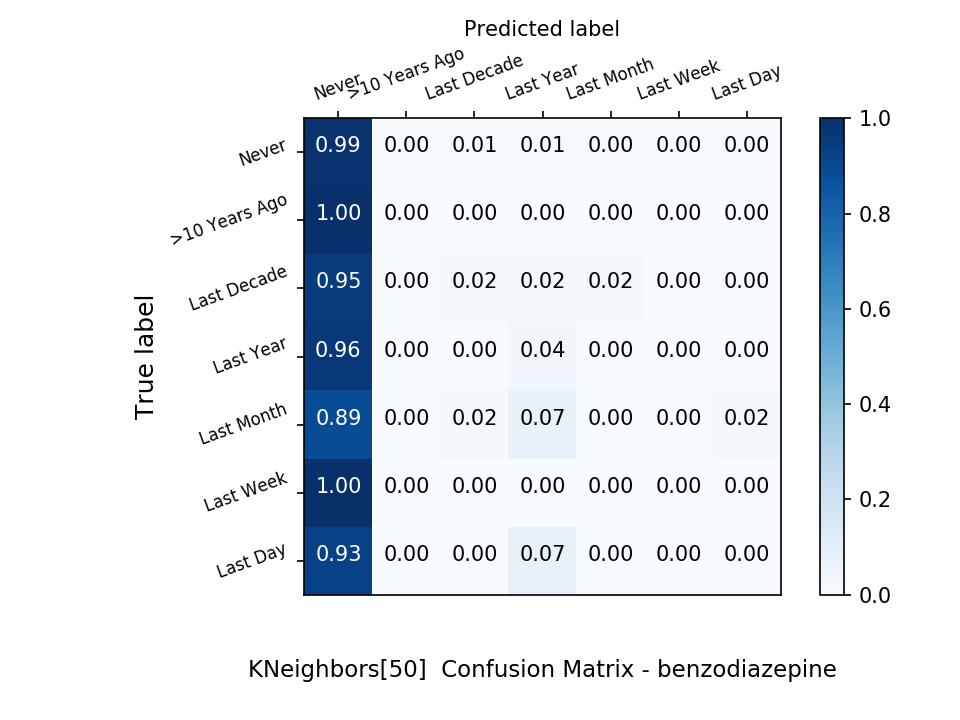 Predicted label
Never >10 Years Ago Last Decade Last Year Last Month Last Week Last Day
True label
Never 0.99 0.00 0.01 0.01 0.00 0.00 0.00
>10 Years Ago 1.00 0.00 0.00 0.00 0.00 0.00 0.00
Last Decade 0.95 0.00 0.02 0.02 0.02 0.00 0.00
Last Year 0.96 0.00 0.00 0.04 0.00 0.00 0.00
Last Month 0.89 0.00 0.02 0.07 0.00 0.00 0.02
Last Week 1.00 0.00 0.00 0.00 0.00 0.00 0.00
Last Day 0.93 0.00 0.00 0.07 0.00 0.00 0.00
1.0
0.8
0.6
0.4
0.2
0.0
KNeighbors[50] Confusion Matrix - benzodiazepine